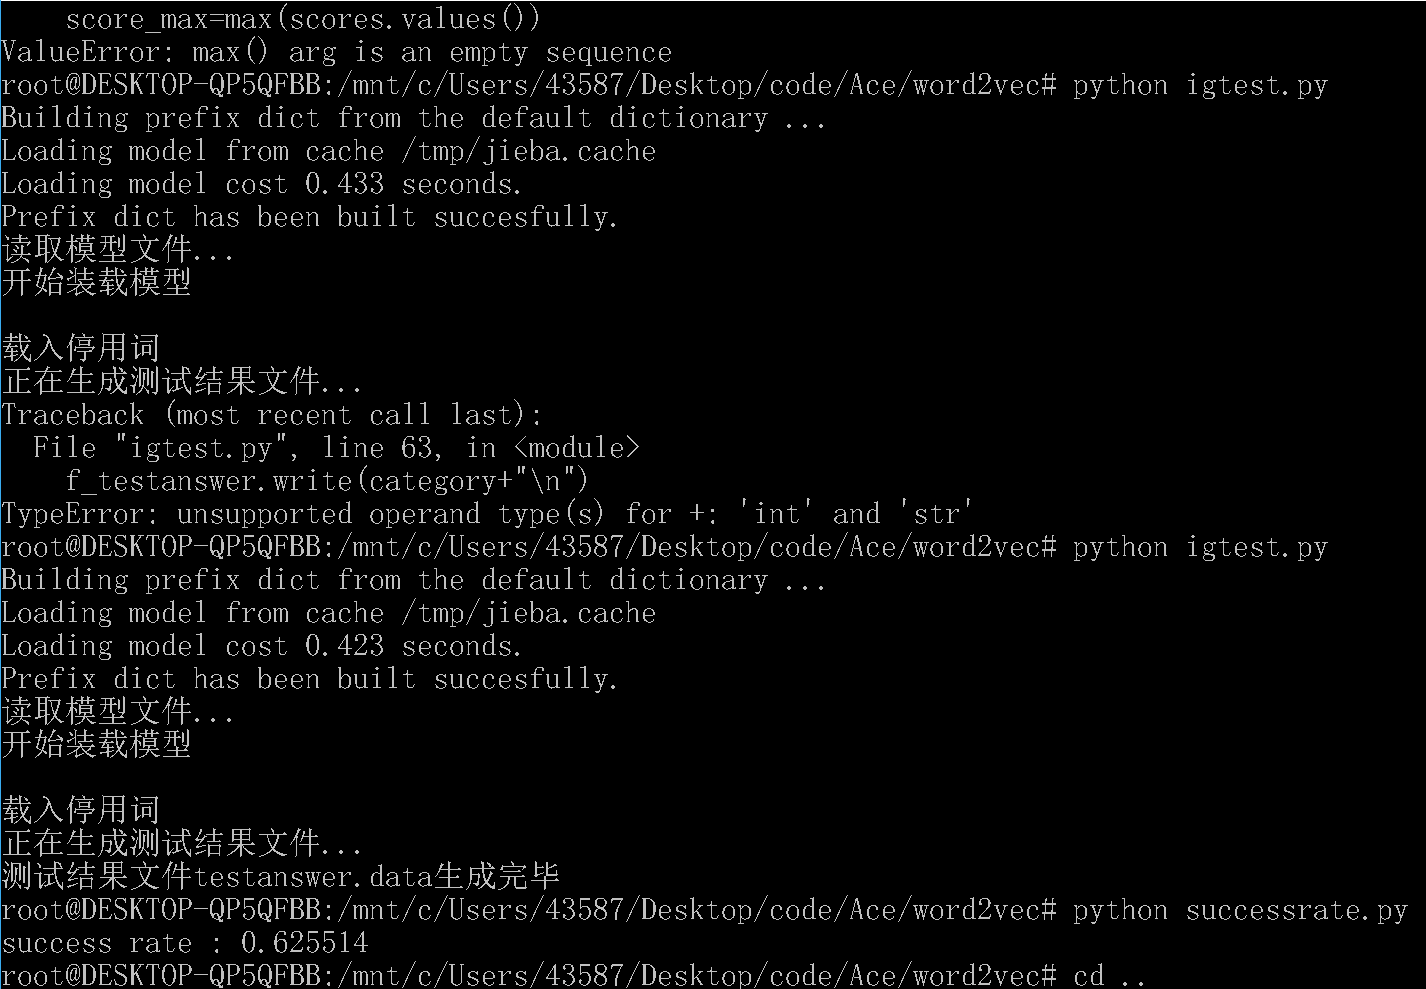 score_max=max(scores.values())
ValueError: max() arg is an empty sequence
root@DESKTOP-QP5QFBB:/mnt/c/Users/43587/Desktop/code/Ace/word2vec# python igtest.py
Building prefix dict from the default dictionary ...
Loading model from cache /tmp/jieba.cache
Loading model cost 0.433 seconds.
Prefix dict has been built succesfully.
读取模型文件...
开始装载模型
载入停用词
正在生成测试结果文件...
Traceback (most recent call last):
  File "igtest.py", line 63, in <module>
    f_testanswer.write(category+"\n")
TypeError: unsupported operand type(s) for +: 'int' and 'str'
root@DESKTOP-QP5QFBB:/mnt/c/Users/43587/Desktop/code/Ace/word2vec# python igtest.py
Building prefix dict from the default dictionary ...
Loading model from cache /tmp/jieba.cache
Loading model cost 0.423 seconds.
Prefix dict has been built succesfully.
读取模型文件...
开始装载模型
载入停用词
正在生成测试结果文件...
测试结果文件testanswer.data生成完毕
root@DESKTOP-QP5QFBB:/mnt/c/Users/43587/Desktop/code/Ace/word2vec# python successrate.py
success rate : 0.625514
root@DESKTOP-QP5QFBB:/mnt/c/Users/43587/Desktop/code/Ace/word2vec# cd ..